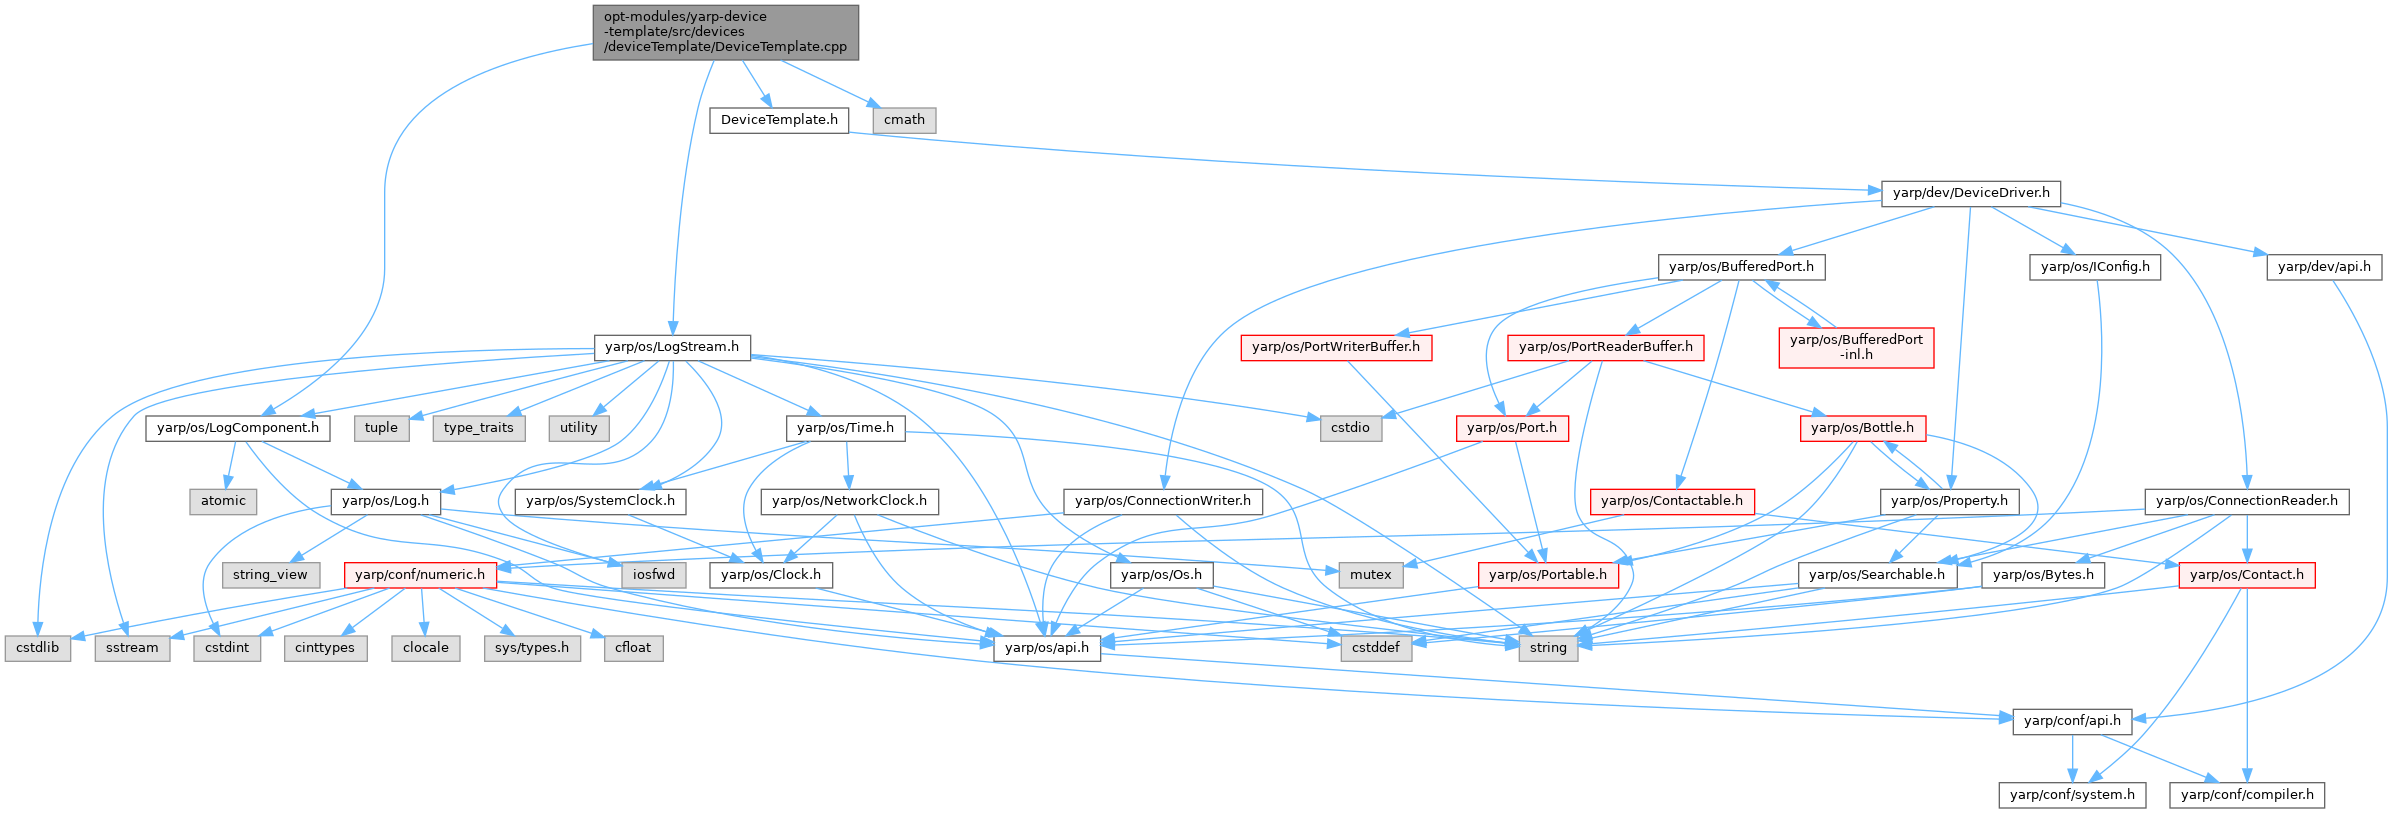 opt-modules/yarp-device
-template/src/devices
/deviceTemplate/DeviceTemplate.cpp
DeviceTemplate.h
cmath
yarp/dev/DeviceDriver.h
yarp/os/BufferedPort.h
yarp/os/IConfig.h
yarp/dev/api.h
yarp/os/LogStream.h
yarp/os/PortWriterBuffer.h
yarp/os/PortReaderBuffer.h
yarp/os/BufferedPort
-inl.h
yarp/os/LogComponent.h
tuple
type_traits
utility
yarp/os/Time.h
cstdio
yarp/os/Port.h
yarp/os/Bottle.h
atomic
yarp/os/Log.h
yarp/os/SystemClock.h
yarp/os/NetworkClock.h
yarp/os/ConnectionWriter.h
yarp/os/Contactable.h
yarp/os/Property.h
yarp/os/ConnectionReader.h
string_view
yarp/conf/numeric.h
iosfwd
yarp/os/Clock.h
yarp/os/Os.h
mutex
yarp/os/Portable.h
yarp/os/Searchable.h
yarp/os/Bytes.h
yarp/os/Contact.h
cstdlib
sstream
cstdint
cinttypes
clocale
sys/types.h
cfloat
yarp/os/api.h
cstddef
string
yarp/conf/api.h
yarp/conf/system.h
yarp/conf/compiler.h